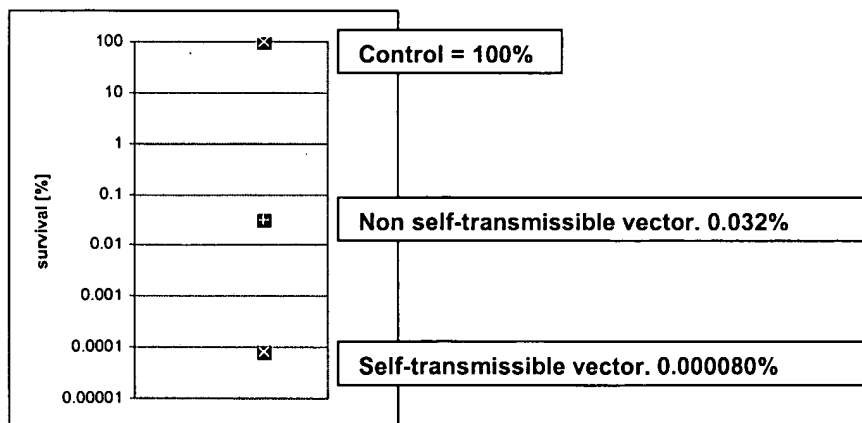 100
Control = 100%
10
1
0.1
Non self-transmissible vector. 0.032%
0.01
0.001
0.0001
Self-transmissible vector. 0.000080%
0.00001
survival [%]